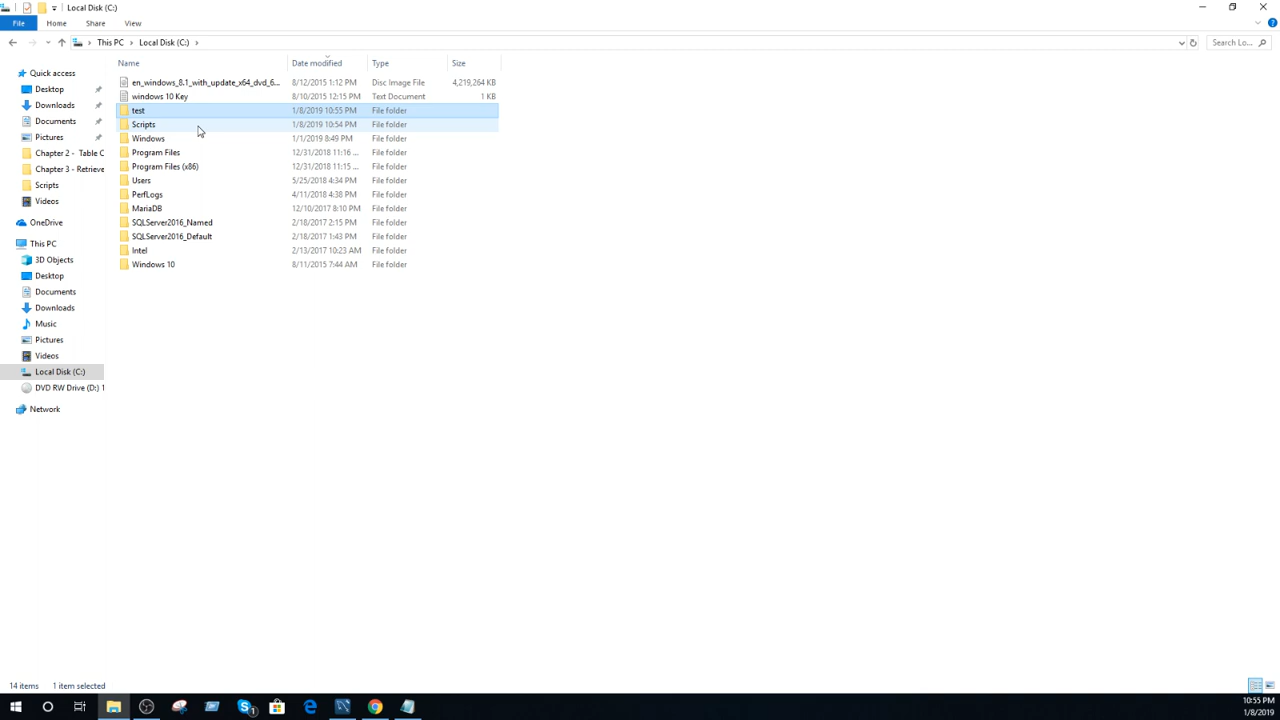 Local Disk (C:)
File Home Share View
This PC Local Disk (C:) Search Lo...
Name Date modified Type Size
en_windows_8.1_with_update_x64_dvd_6... 8/12/2015 1:12 PM Disc Image File 4,219,264 KB
windows 10 Key 8/10/2015 12:15 PM Text Document 1 KB
test 1/8/2019 10:55 PM File folder
Scripts 1/8/2019 10:54 PM File folder
Windows 1/1/2019 8:49 PM File folder
Program Files 12/31/2018 11:16 ... File folder
Program Files (x86) 12/31/2018 11:15 ... File folder
Users 5/25/2018 4:34 PM File folder
PerfLogs 4/11/2018 4:38 PM File folder
MariaDB 12/10/2017 8:10 PM File folder
SQLServer2016_Named 2/18/2017 2:15 PM File folder
SQLServer2016_Default 2/18/2017 1:43 PM File folder
Intel 2/13/2017 10:23 AM File folder
Windows 10 8/11/2015 7:44 AM File folder
Quick access
Desktop
Downloads
Documents
Pictures
Chapter 2 - Table C
Chapter 3 - Retrieve
Scripts
Videos
OneDrive
This PC
3D Objects
Desktop
Documents
Downloads
Music
Pictures
Videos
Local Disk (C:)
DVD RW Drive (D:) 1
Network
14 items 1 item selected
10:55 PM
1/8/2019